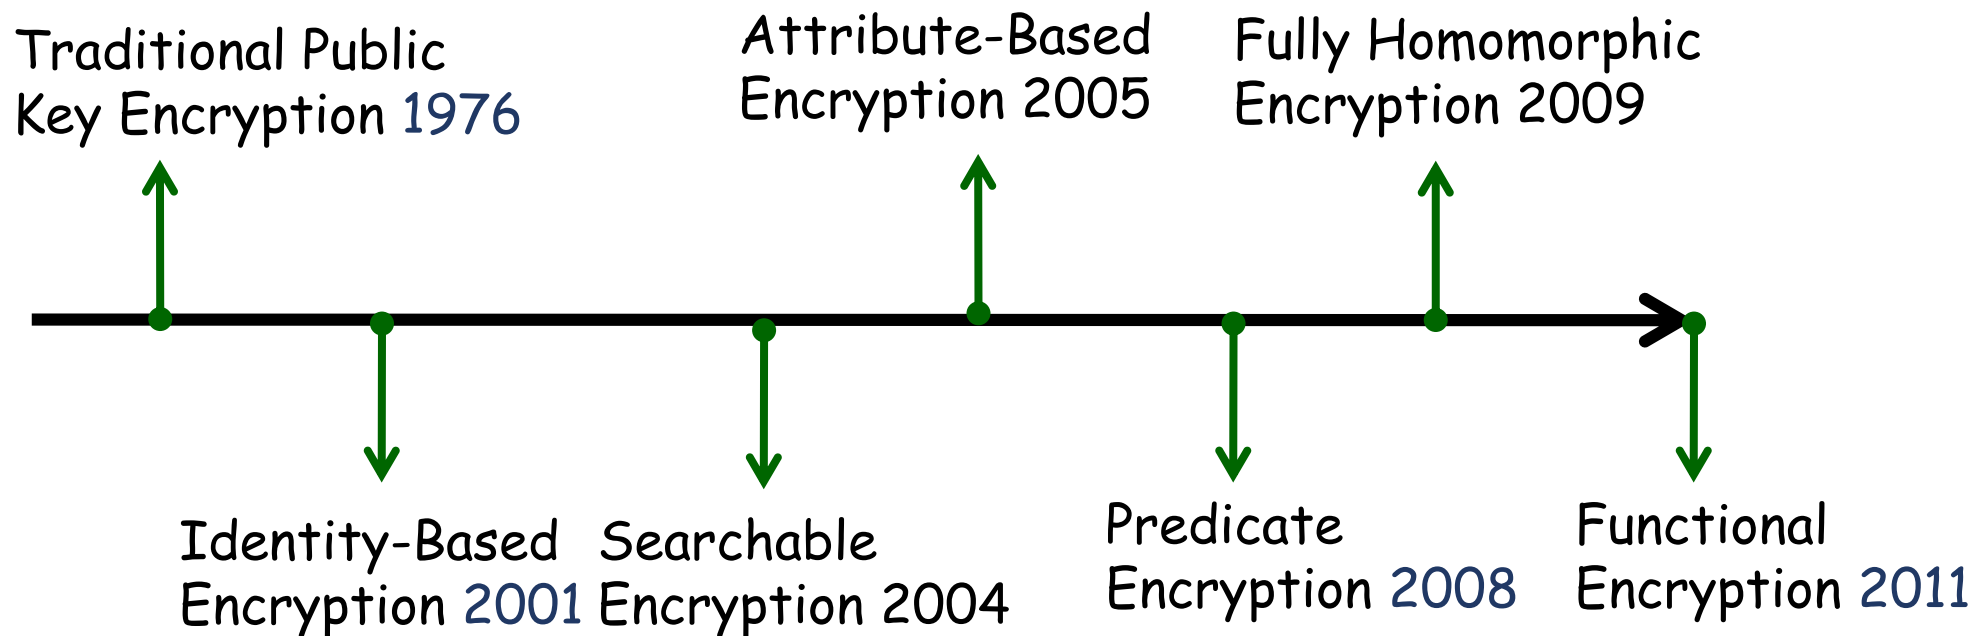 Traditional Public
Key Encryption 1976
Attribute-Based
Encryption 2005
Fully Homomorphic
Encryption 2009
Identity-Based
Encryption 2001
Searchable
Encryption 2004
Predicate
Encryption 2008
Functional
Encryption 2011